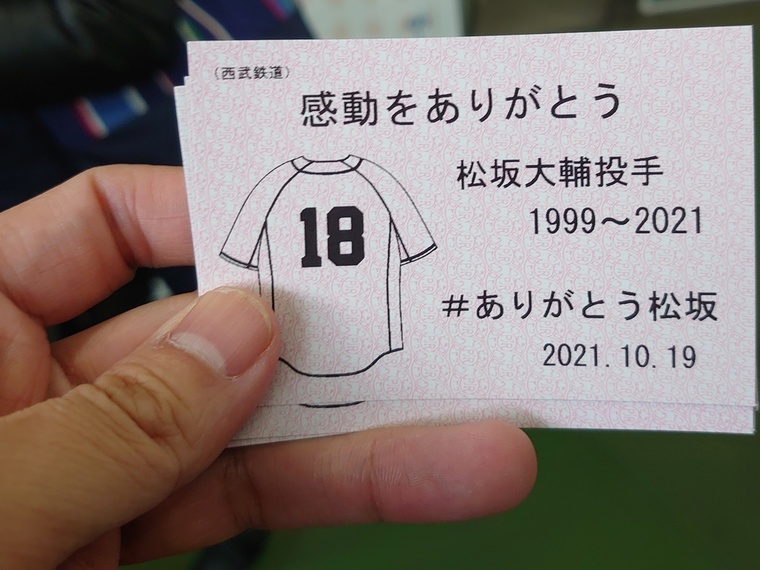 （西武鉄道）
感動をありがとう
松坂大輔投手
1999～2021
18
＃ありがとう松坂
2021.10.19